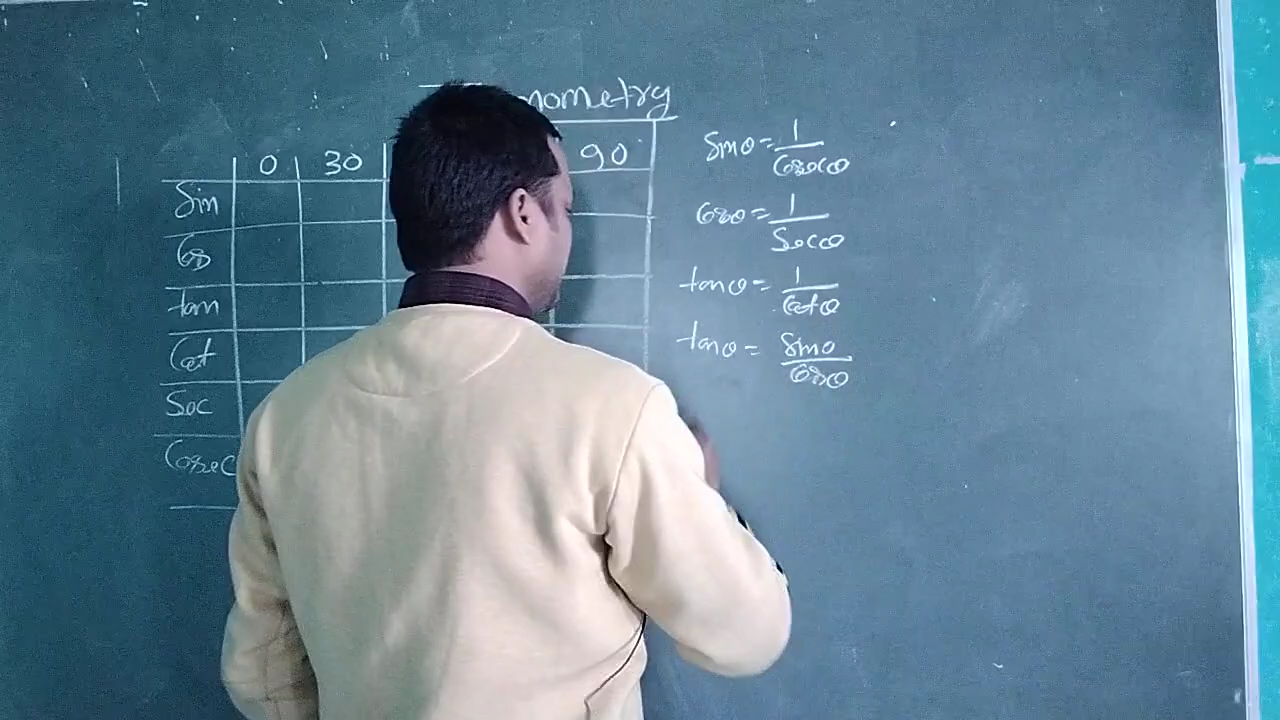 nometry
0 30 90
Sin
Cos
tan
Cot
Sec
Cosec
Sinθ = 1/Cosecθ
Cosθ = 1/Secθ
tanθ = 1/Cotθ
tanθ = Sinθ/Cosθ